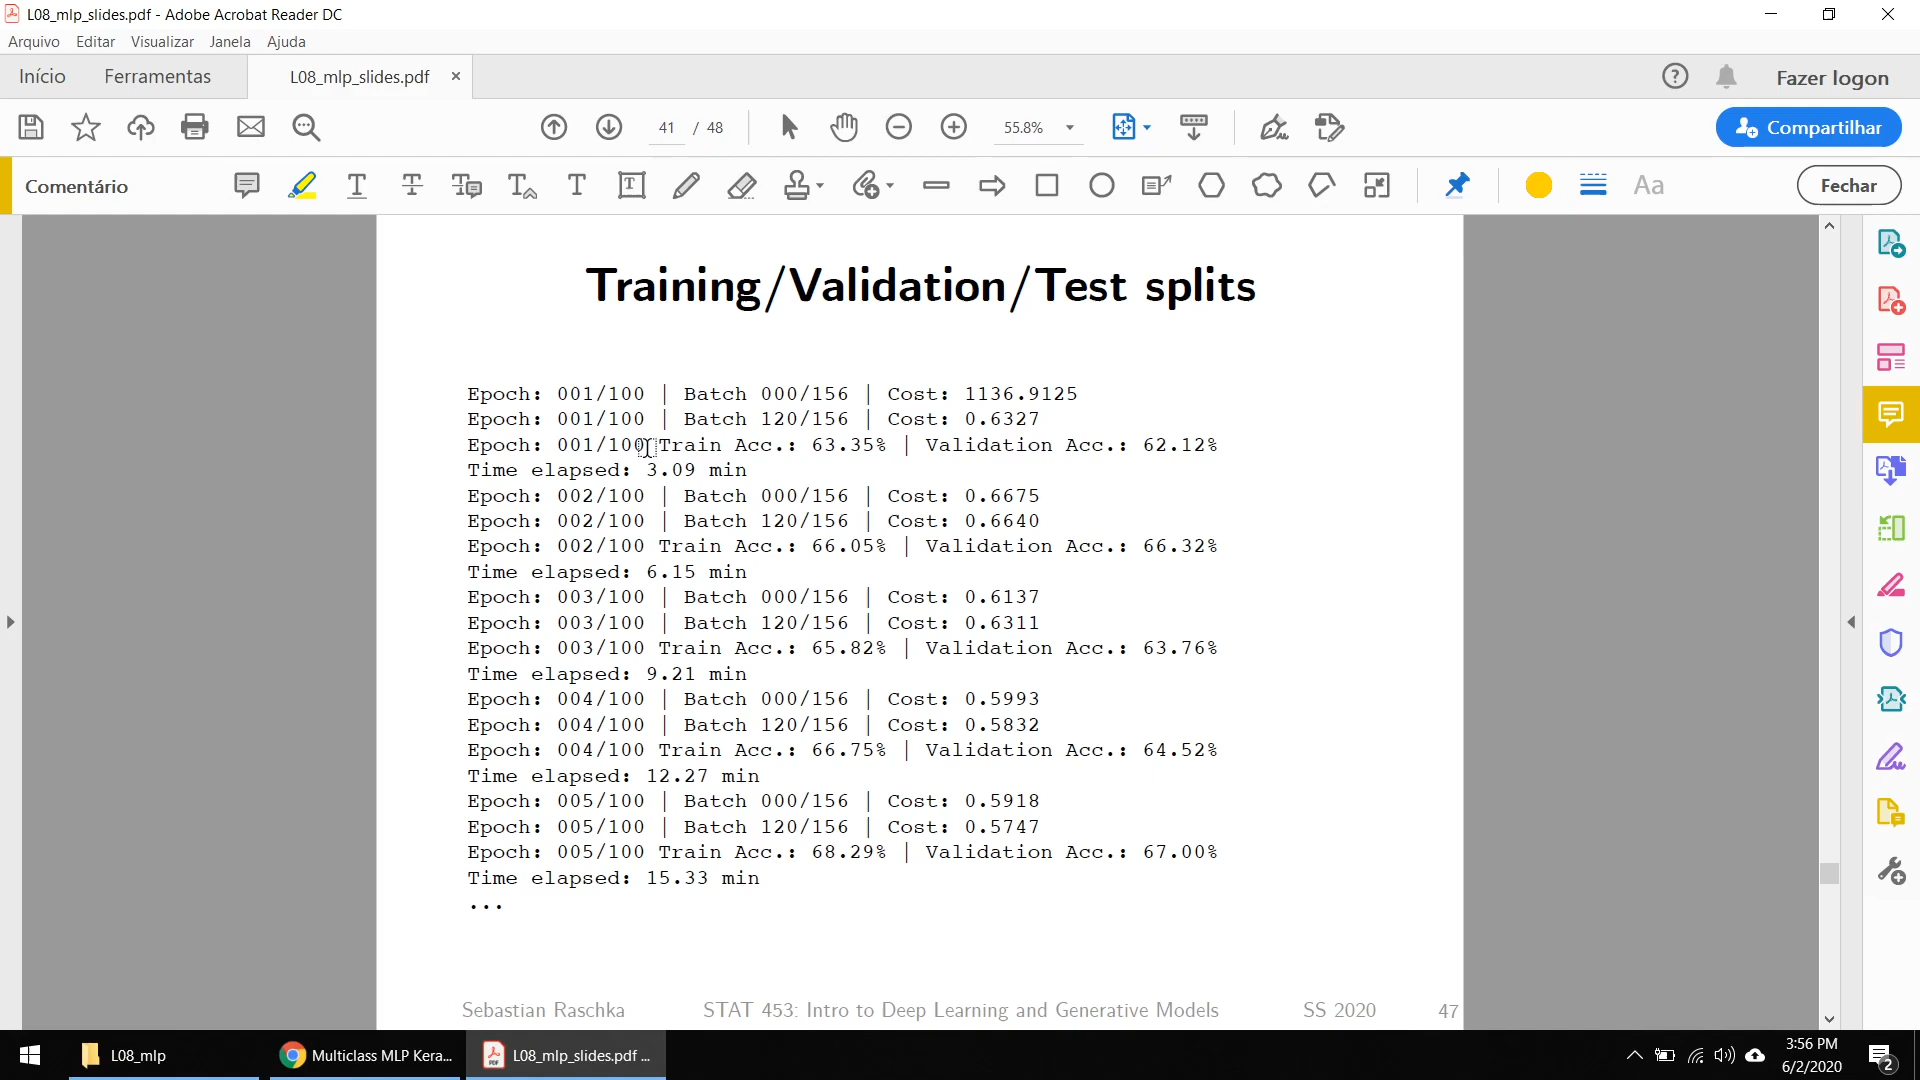 L08_mlp_slides.pdf - Adobe Acrobat Reader DC
Arquivo Editar Visualizar Janela Ajuda
Início Ferramentas L08_mlp_slides.pdf × Fazer logon
41 / 48 55.8% Compartilhar
Comentário T T T T T T Aa Fechar
Training/Validation/Test splits
Epoch: 001/100 | Batch 000/156 | Cost: 1136.9125
Epoch: 001/100 | Batch 120/156 | Cost: 0.6327
Epoch: 001/100 Train Acc.: 63.35% | Validation Acc.: 62.12%
Time elapsed: 3.09 min
Epoch: 002/100 | Batch 000/156 | Cost: 0.6675
Epoch: 002/100 | Batch 120/156 | Cost: 0.6640
Epoch: 002/100 Train Acc.: 66.05% | Validation Acc.: 66.32%
Time elapsed: 6.15 min
Epoch: 003/100 | Batch 000/156 | Cost: 0.6137
Epoch: 003/100 | Batch 120/156 | Cost: 0.6311
Epoch: 003/100 Train Acc.: 65.82% | Validation Acc.: 63.76%
Time elapsed: 9.21 min
Epoch: 004/100 | Batch 000/156 | Cost: 0.5993
Epoch: 004/100 | Batch 120/156 | Cost: 0.5832
Epoch: 004/100 Train Acc.: 66.75% | Validation Acc.: 64.52%
Time elapsed: 12.27 min
Epoch: 005/100 | Batch 000/156 | Cost: 0.5918
Epoch: 005/100 | Batch 120/156 | Cost: 0.5747
Epoch: 005/100 Train Acc.: 68.29% | Validation Acc.: 67.00%
Time elapsed: 15.33 min
...
Sebastian Raschka STAT 453: Intro to Deep Learning and Generative Models SS 2020 47
L08_mlp Multiclass MLP Kera... L08_mlp_slides.pdf ... 3:56 PM
6/2/2020 2